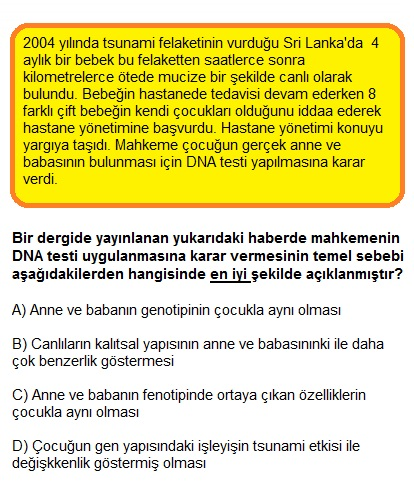 2004 yılında tsunami felaketinin vurduğu Sri Lanka'da 4
aylık bir bebek bu felaketten saatlerce sonra
kilometrelerce ötede mucize bir şekilde canlı olarak
bulundu. Bebeğin hastanede tedavisi devam ederken 8
farklı çift bebeğin kendi çocukları olduğunu iddaa ederek
hastane yönetimine başvurdu. Hastane yönetimi konuyu
yargıya taşıdı. Mahkeme çocuğun gerçek anne ve
babasının bulunması için DNA testi yapılmasına karar
verdi.
Bir dergide yayınlanan yukarıdaki haberde mahkemenin
DNA testi uygulanmasına karar vermesinin temel sebebi
aşağıdakilerden hangisinde en iyi şekilde açıklanmıştır?
A) Anne ve babanın genotipinin çocukla aynı olması
B) Canlıların kalıtsal yapısının anne ve babasınınki ile daha
çok benzerlik göstermesi
C) Anne ve babanın fenotipinde ortaya çıkan özelliklerin
çocukla aynı olması
D) Çocuğun gen yapısındaki işleyişin tsunami etkisi ile
değişkkenlik göstermiş olması